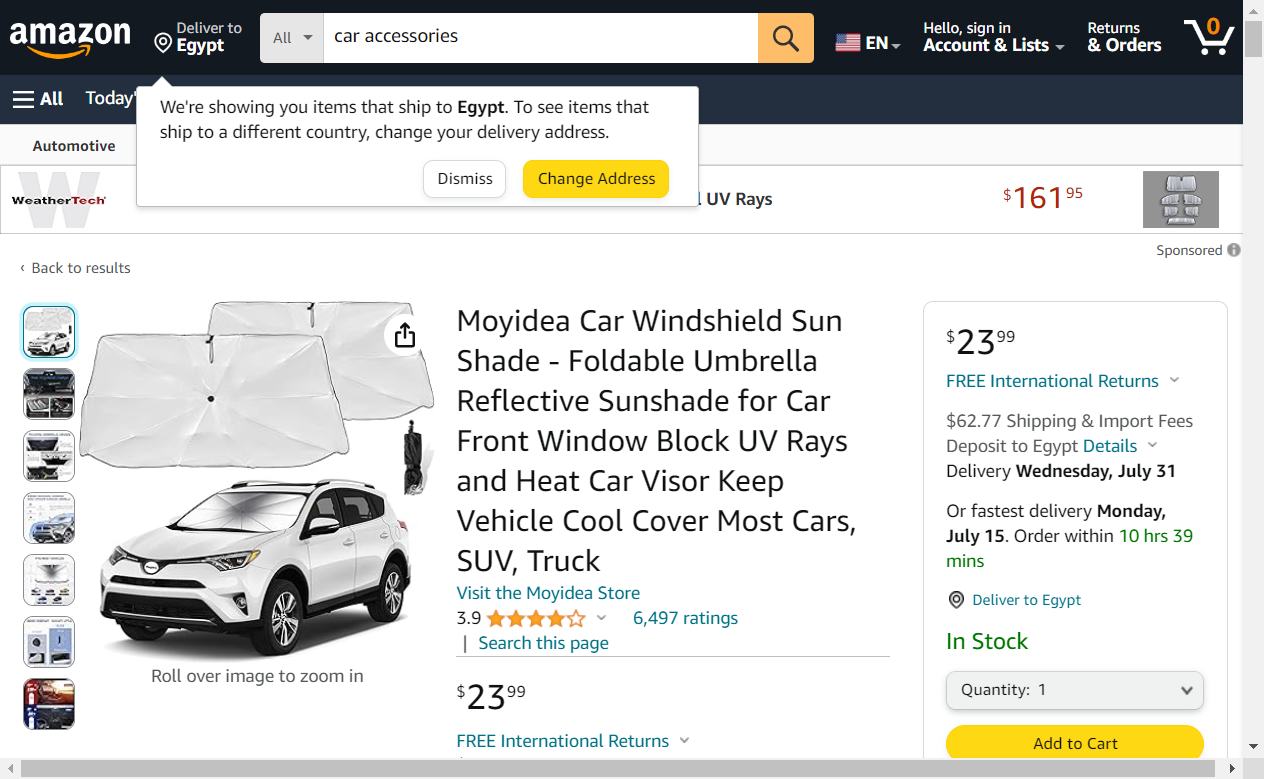 amazon
Deliver to
Egypt
All
car accessories
EN
Hello, sign in
Account & Lists
Returns
& Orders
0
All
Today'
We're showing you items that ship to Egypt. To see items that
ship to a different country, change your delivery address.
Dismiss
Change Address
Automotive
WeatherTech
UV Rays
$161 95
Sponsored
‹ Back to results
Moyidea Car Windshield Sun
Shade - Foldable Umbrella
Reflective Sunshade for Car
Front Window Block UV Rays
and Heat Car Visor Keep
Vehicle Cool Cover Most Cars,
SUV, Truck
Visit the Moyidea Store
3.9
6,497 ratings
| Search this page
$23 99
FREE International Returns
Roll over image to zoom in
$23 99
FREE International Returns
$62.77 Shipping & Import Fees
Deposit to Egypt Details
Delivery Wednesday, July 31
Or fastest delivery Monday,
July 15. Order within 10 hrs 39
mins
Deliver to Egypt
In Stock
Quantity: 1
Add to Cart